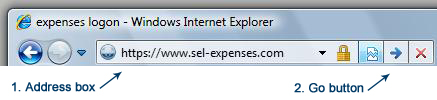 expenses logon - Windows Internet Explorer
https://www.sel-expenses.com
1. Address box 2. Go button